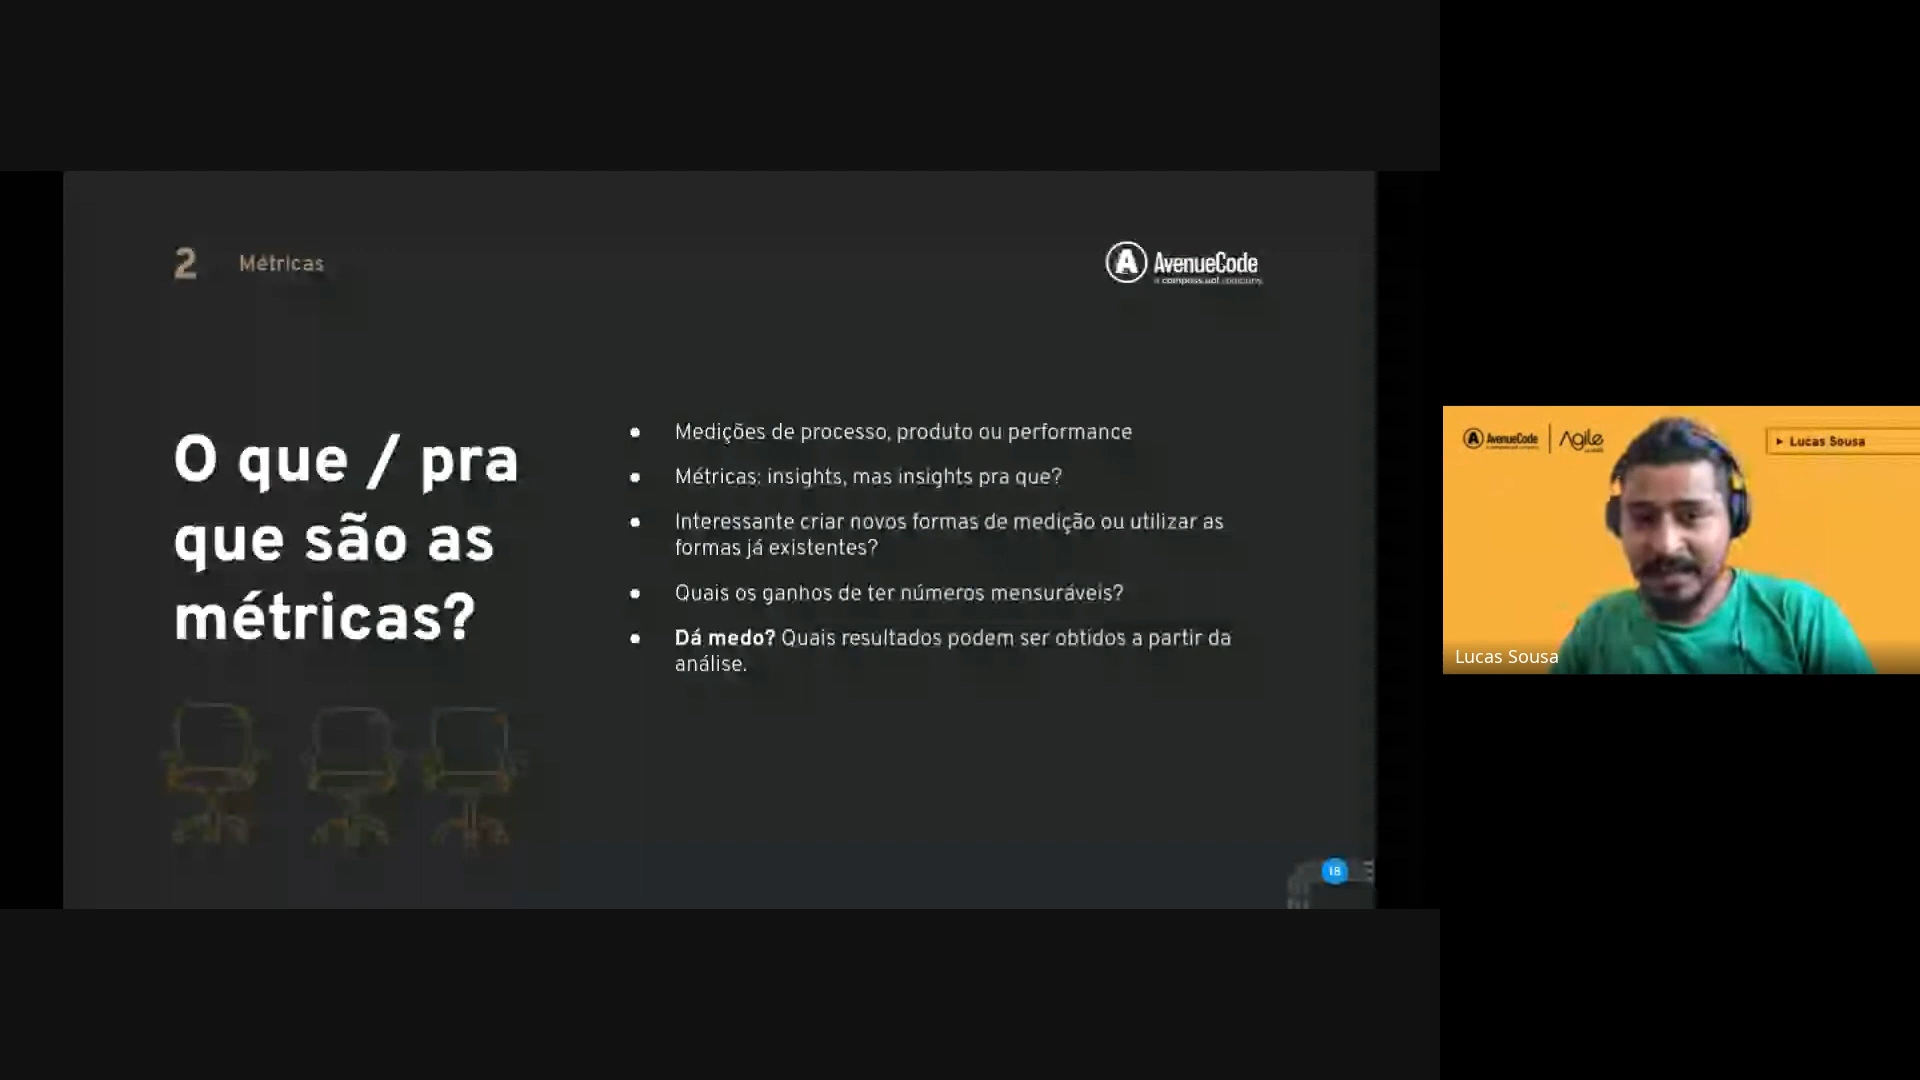 2 Métricas
AvenueCode
a compass.uol company
O que / pra
que são as
métricas?
● Medições de processo, produto ou performance
● Métricas: insights, mas insights pra que?
● Interessante criar novos formas de medição ou utilizar as
formas já existentes?
● Quais os ganhos de ter números mensuráveis?
● Dá medo? Quais resultados podem ser obtidos a partir da
análise.
18
AvenueCode
Agile
Lucas Sousa
Lucas Sousa